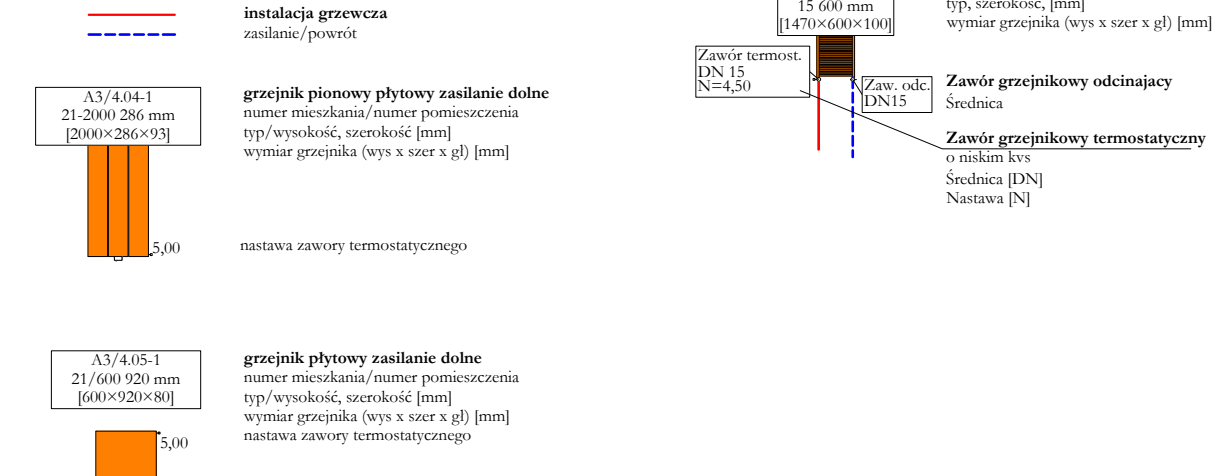 instalacja grzewcza
zasilanie/powrót
A3/4.04-1
21-2000 286 mm
[2000×286×93]
grzejnik pionowy płytowy zasilanie dolne
numer mieszkania/numer pomieszczenia
typ/wysokość, szerokość [mm]
wymiar grzejnika (wys x szer x gł) [mm]
5,00
nastawa zawory termostatycznego
A3/4.05-1
21/600 920 mm
[600×920×80]
grzejnik płytowy zasilanie dolne
numer mieszkania/numer pomieszczenia
typ/wysokość, szerokość [mm]
wymiar grzejnika (wys x szer x gł) [mm]
nastawa zawory termostatycznego
5,00
15 600 mm
[1470×600×100]
typ, szerokość, [mm]
wymiar grzejnika (wys x szer x gł) [mm]
Zawór termost.
DN 15
N=4,50
Zaw. odc.
DN15
Zawór grzejnikowy odcinajacy
Średnica
Zawór grzejnikowy termostatyczny
o niskim kvs
Średnica [DN]
Nastawa [N]